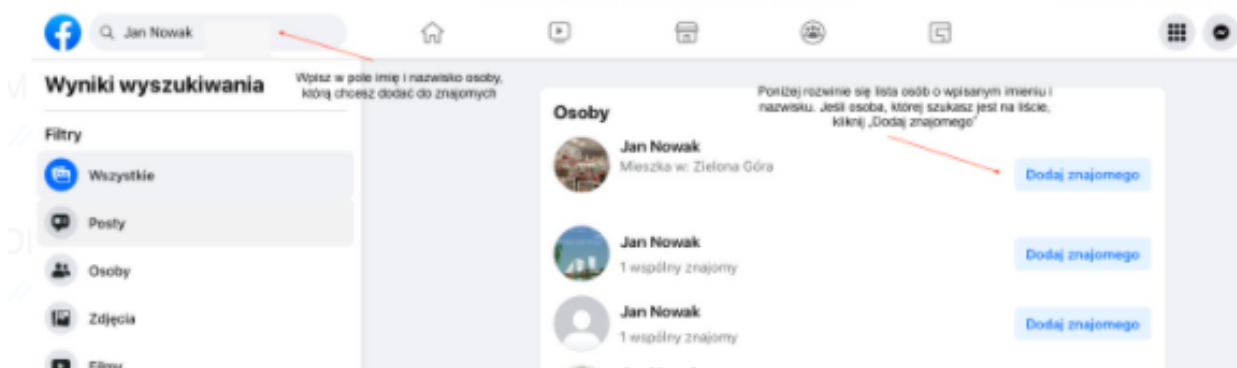 Jan Nowak
Wyniki wyszukiwania
Filtry
Wszystkie
Posty
Osoby
Zdjęcia
Filmy
Wpisz w pole imię i nazwisko osoby,
którą chcesz dodać do znajomych
Poniżej rozwinie się lista osób o wpisanym imieniu i
nazwisku. Jeśli osoba, której szukasz jest na liście,
kliknij „Dodaj znajomego”
Osoby
Jan Nowak
Mieszka w: Zielona Góra
Dodaj znajomego
Jan Nowak
1 wspólny znajomy
Dodaj znajomego
Jan Nowak
1 wspólny znajomy
Dodaj znajomego